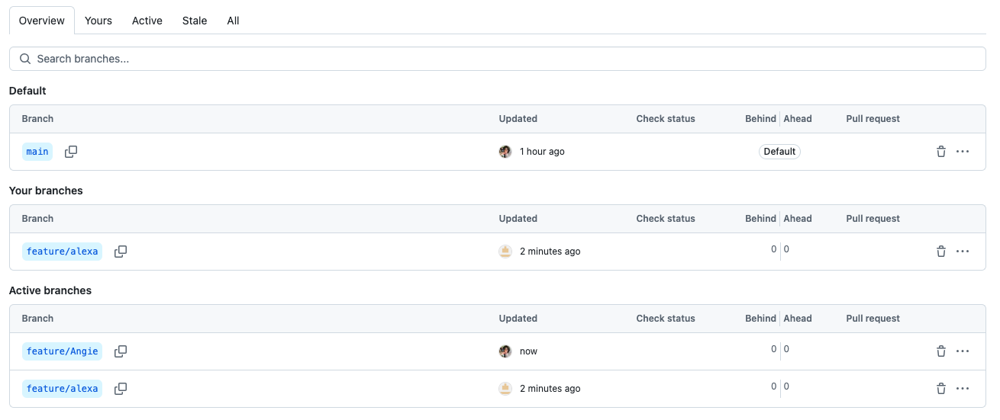 Overview Yours Active Stale All
Search branches...
Default
Branch Updated Check status Behind Ahead Pull request
main 1 hour ago Default
Your branches
Branch Updated Check status Behind Ahead Pull request
feature/alexa 2 minutes ago 0 0
Active branches
Branch Updated Check status Behind Ahead Pull request
feature/Angie now 0 0
feature/alexa 2 minutes ago 0 0